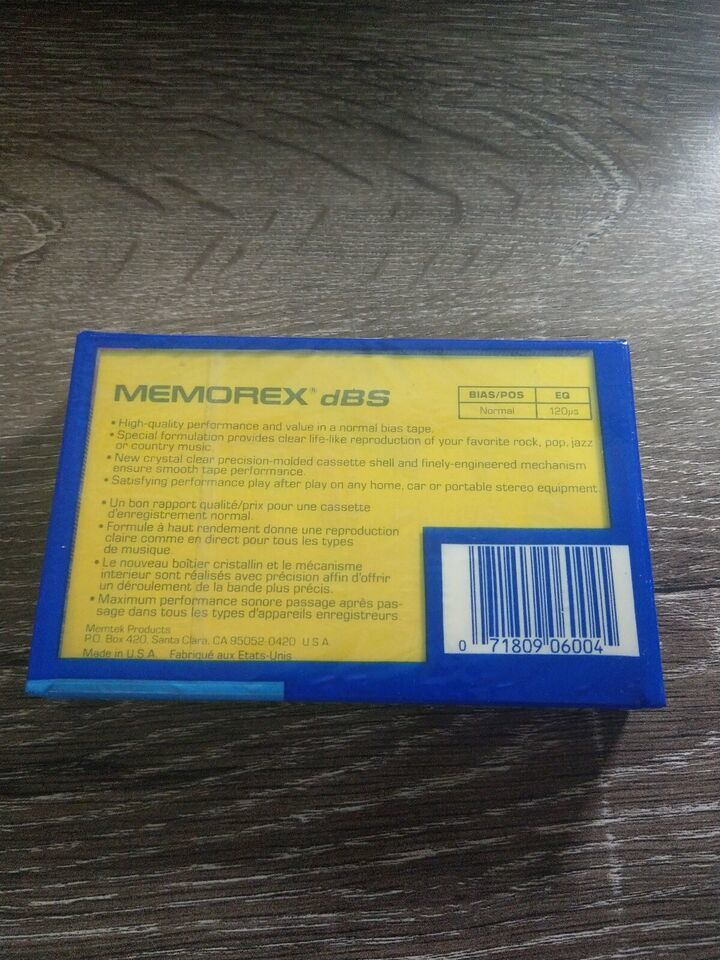 MEMOREX® dBS
BIAS/POS EQ
Normal 120µs
• High-quality performance and value in a normal bias tape.
• Special formulation provides clear life-like reproduction of your favorite rock, pop, jazz
or country music.
• New crystal clear precision-molded cassette shell and finely-engineered mechanism
ensure smooth tape performance.
• Satisfying performance play after play on any home, car or portable stereo equipment.
• Un bon rapport qualité/prix pour une cassette
d'enregistrement normal.
• Formule à haut rendement donne une reproduction
claire comme en direct pour tous les types
de musique.
• Le nouveau boîtier cristallin et le mécanisme
interieur sont réalisés avec précision affin d'offrir
un déroulement de la bande plus précis.
• Maximum performance sonore passage après pas-
sage dans tous les types d'appareils enregistreurs.
Memtek Products
P.O. Box 420, Santa Clara, CA 95052-0420 U.S.A.
Made in U.S.A. Fabriqué aux Etats-Unis
0 71809 06004